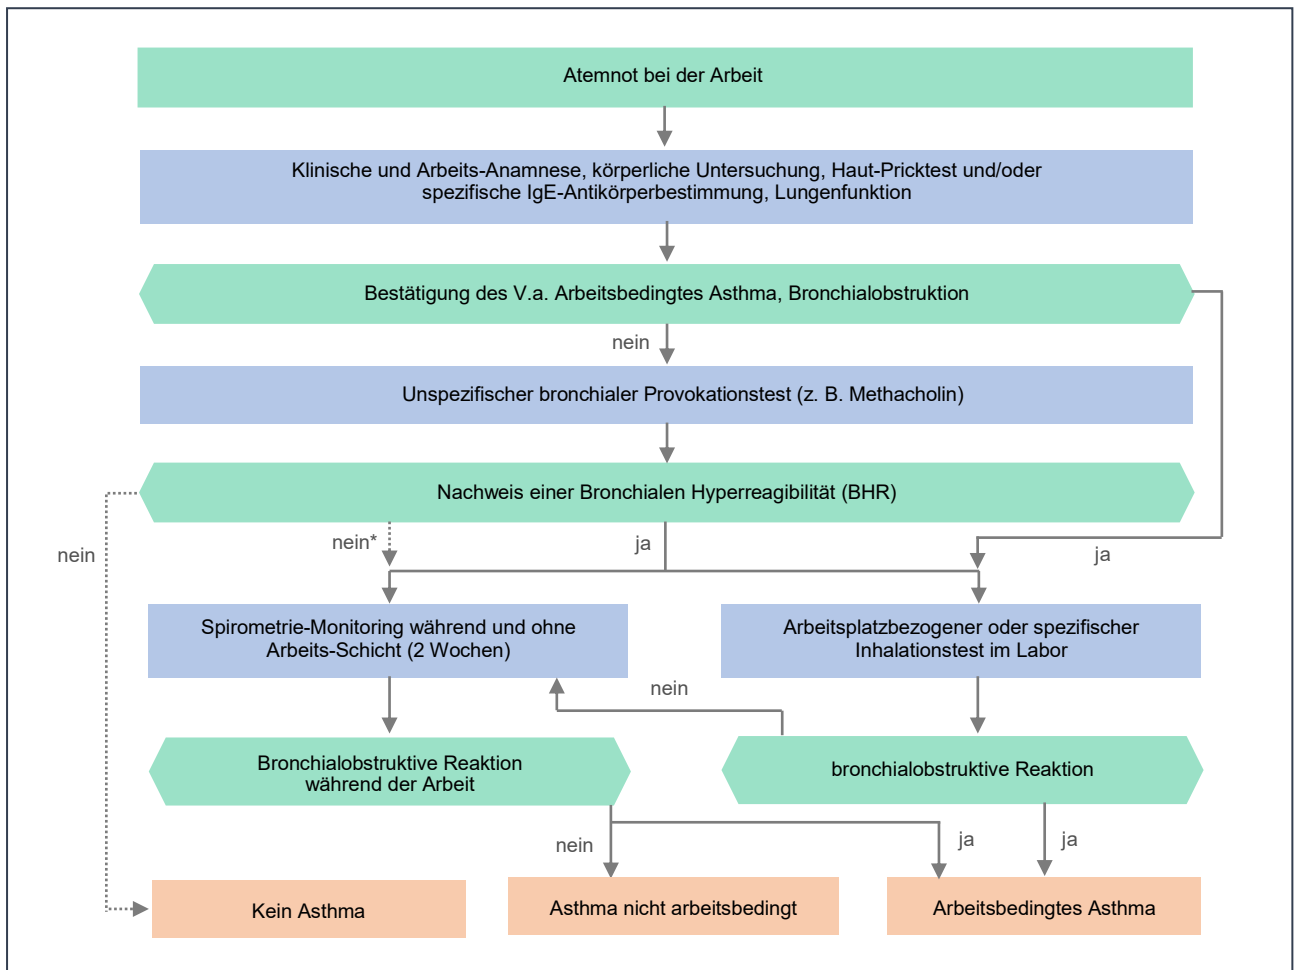 Atemnot bei der Arbeit
Klinische und Arbeits-Anamnese, körperliche Untersuchung, Haut-Pricktest und/oder
spezifische IgE-Antikörperbestimmung, Lungenfunktion
Bestätigung des V.a. Arbeitsbedingtes Asthma, Bronchialobstruktion
nein
Unspezifischer bronchialer Provokationstest (z. B. Methacholin)
Nachweis einer Bronchialen Hyperreagibilität (BHR)
nein
nein*
ja
ja
Spirometrie-Monitoring während und ohne
Arbeits-Schicht (2 Wochen)
Arbeitsplatzbezogener oder spezifischer
Inhalationstest im Labor
nein
Bronchialobstruktive Reaktion
während der Arbeit
bronchialobstruktive Reaktion
nein
ja
ja
Kein Asthma
Asthma nicht arbeitsbedingt
Arbeitsbedingtes Asthma